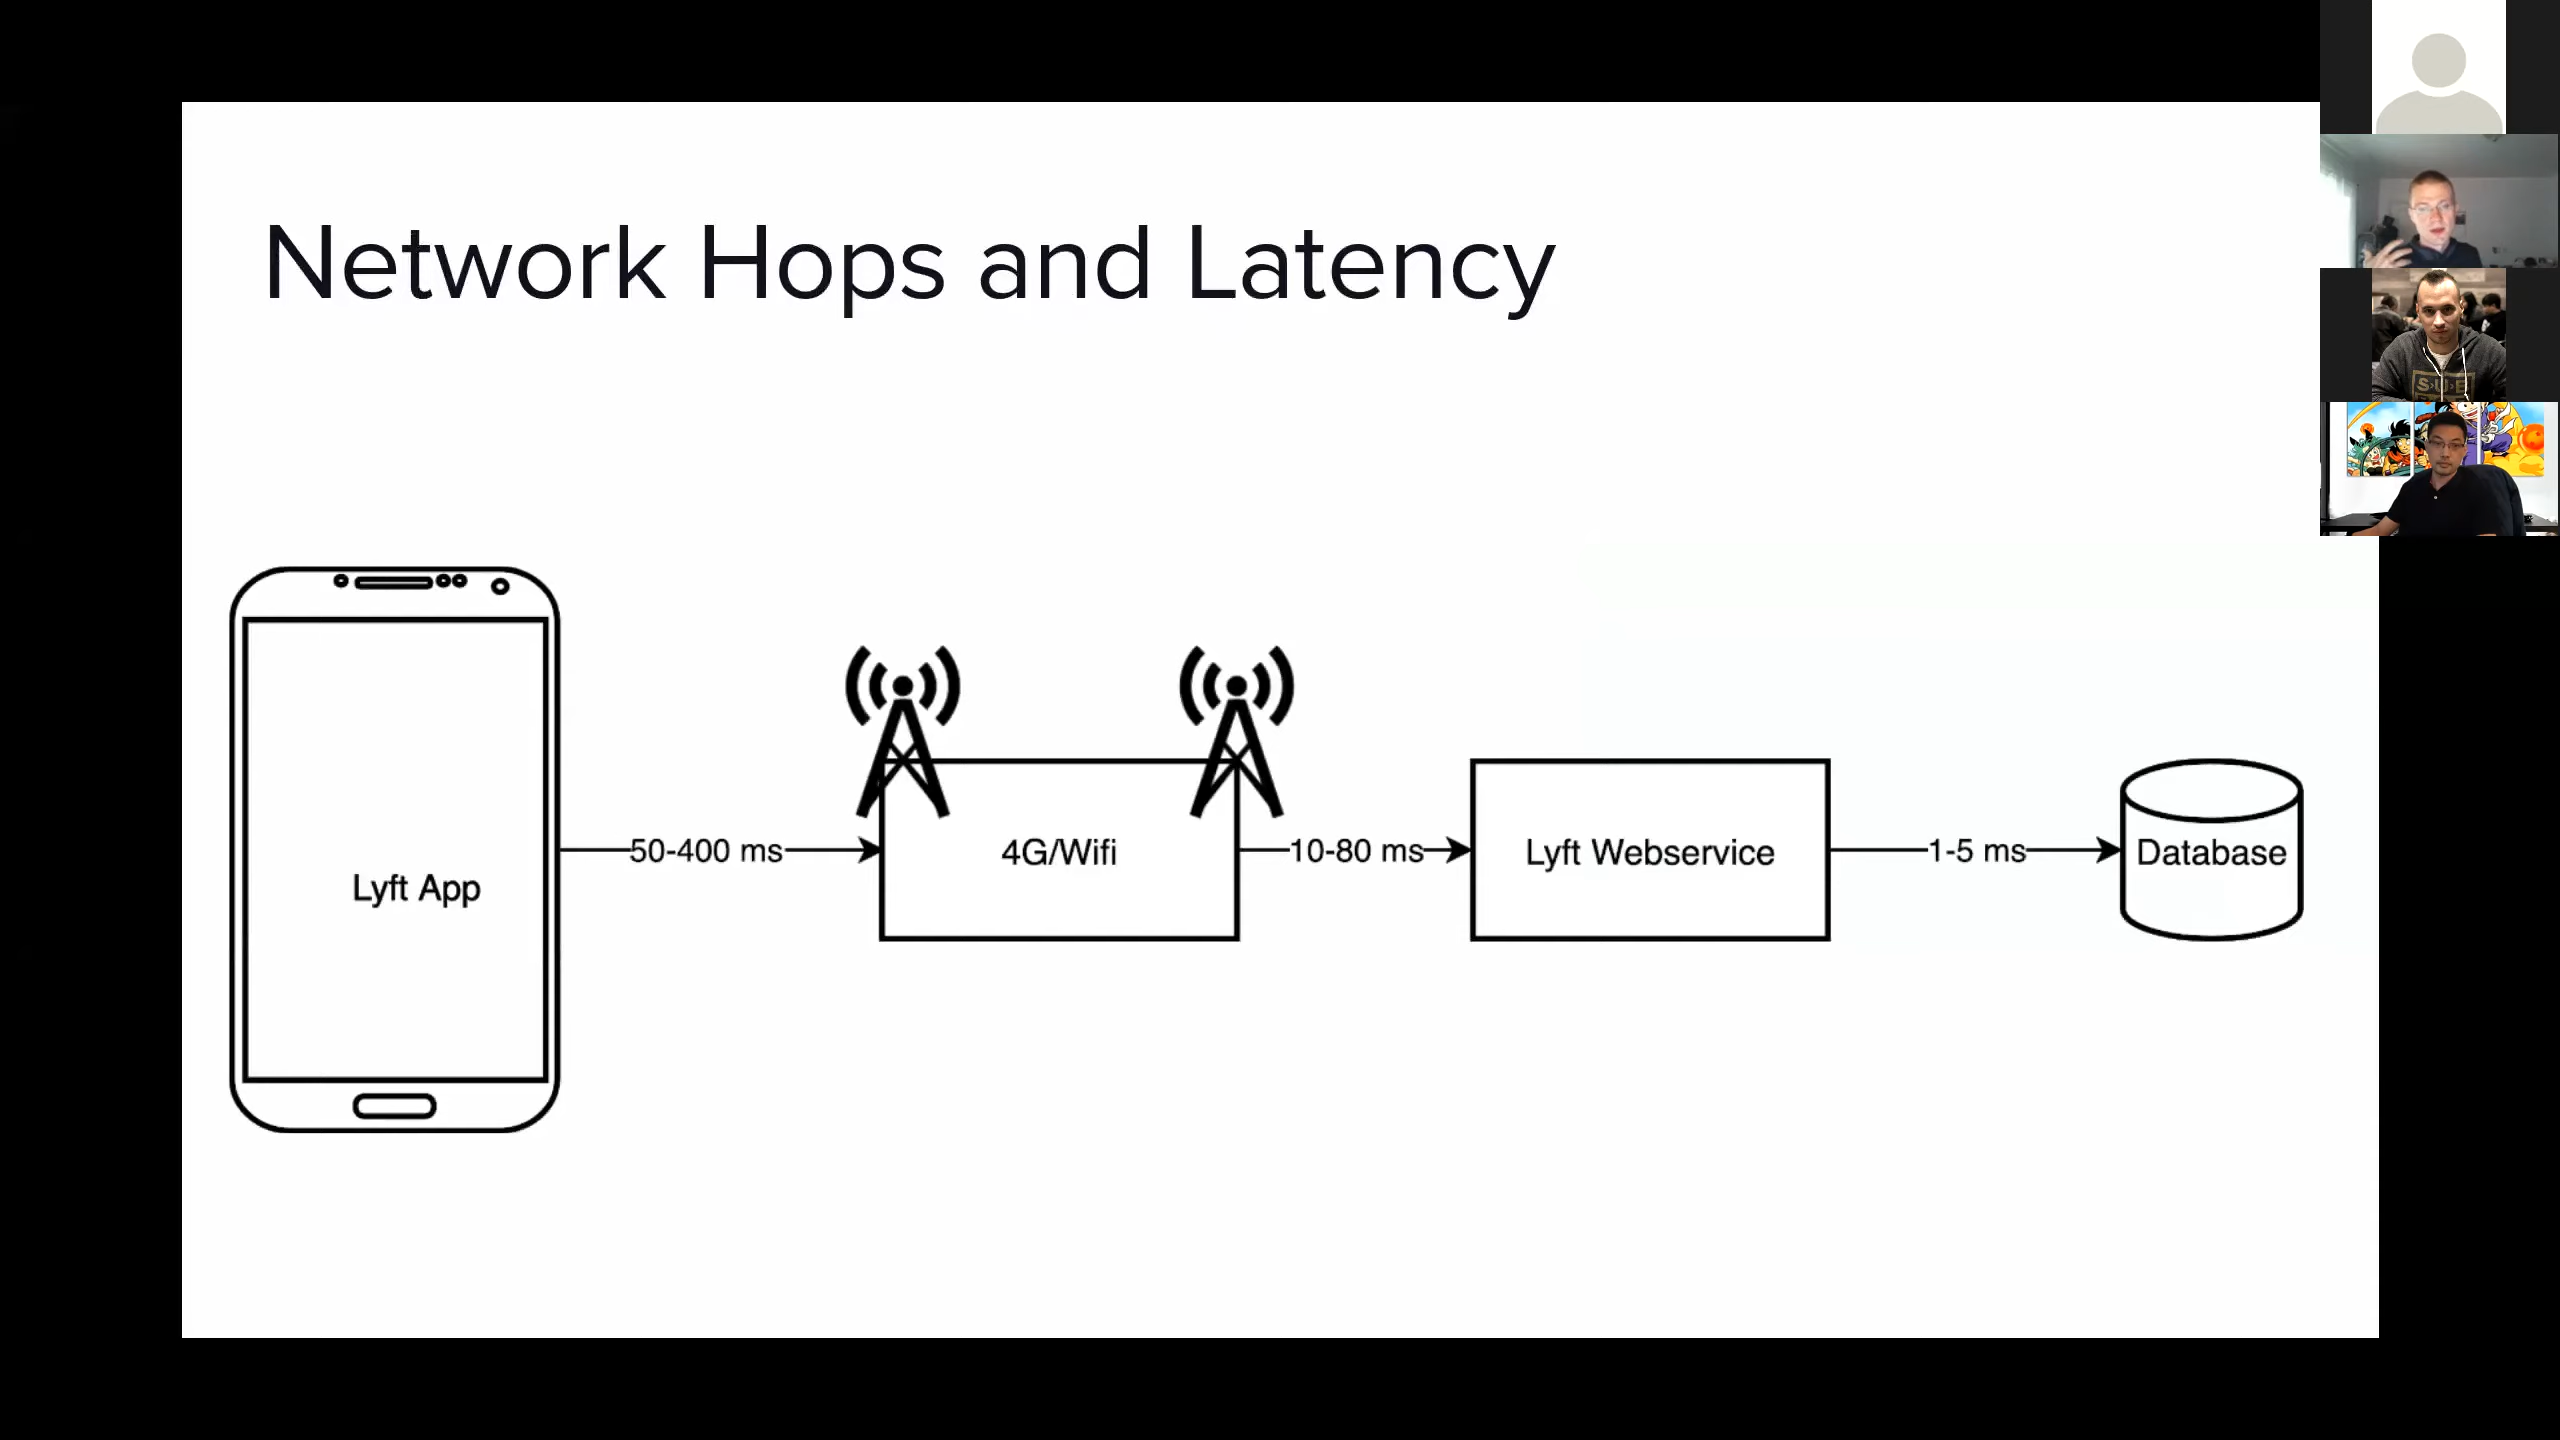 Network Hops and Latency
Lyft App
50-400 ms
4G/Wifi
10-80 ms
Lyft Webservice
1-5 ms
Database